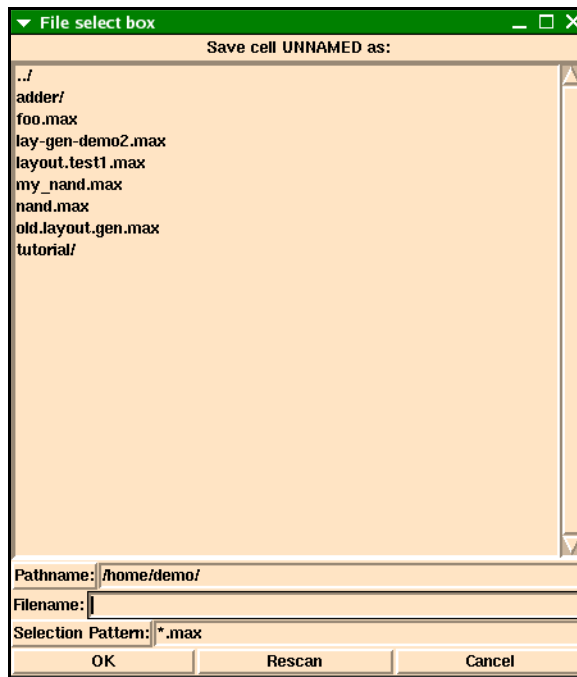 File select box
Save cell UNNAMED as:
../
adder/
foo.max
lay-gen-demo2.max
layout.test1.max
my_nand.max
nand.max
old.layout.gen.max
tutorial/
Pathname: /home/demo/
Filename:
Selection Pattern: *.max
OK Rescan Cancel